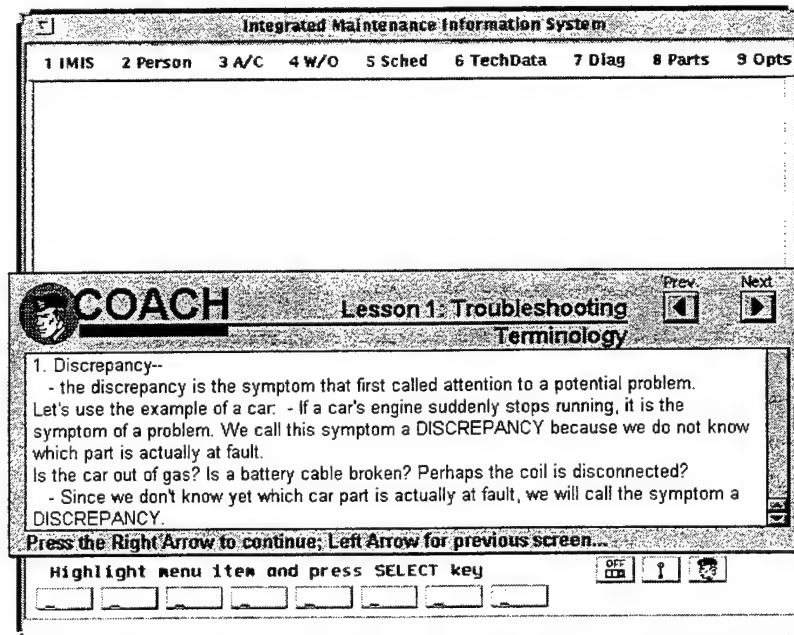 Integrated Maintenance Information System
1 IMIS 2 Person 3 A/C 4 W/O 5 Sched 6 TechData 7 Diag 8 Parts 9 Opts
COACH
Lesson 1: Troubleshooting
Terminology
Prev. Next
1. Discrepancy--
- the discrepancy is the symptom that first called attention to a potential problem.
Let's use the example of a car: - If a car's engine suddenly stops running, it is the
symptom of a problem. We call this symptom a DISCREPANCY because we do not know
which part is actually at fault.
Is the car out of gas? Is a battery cable broken? Perhaps the coil is disconnected?
- Since we don't know yet which car part is actually at fault, we will call the symptom a
DISCREPANCY.
Press the Right Arrow to continue; Left Arrow for previous screen...
Highlight menu item and press SELECT key
OFF